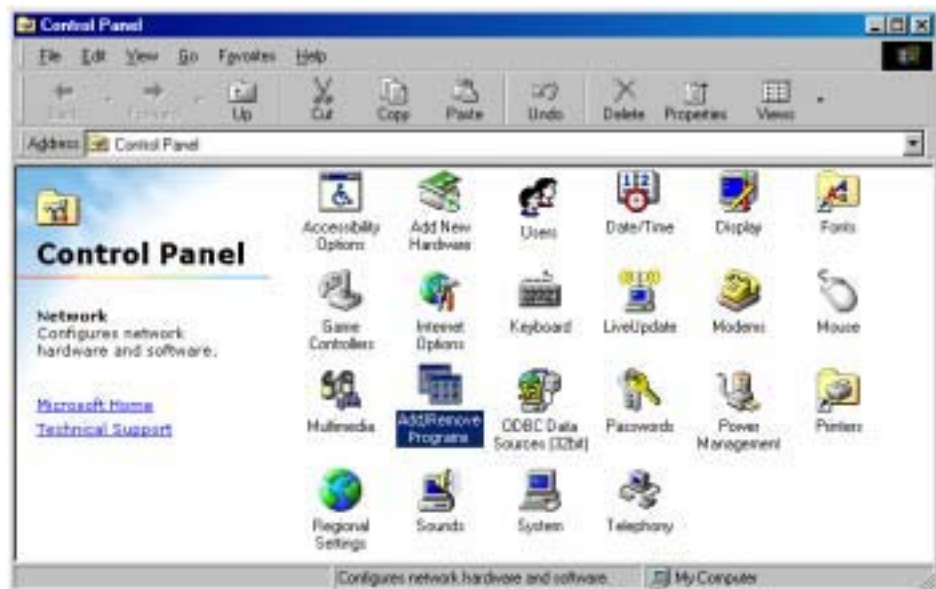 Control Panel
File Edit View Go Favorites Help
Up Cut Copy Paste Undo Delete Properties Views
Address Control Panel
Control Panel
Network
Configures network
hardware and software.
Microsoft Home
Technical Support
Accessibility
Options
Add New
Hardware
Users
Date/Time
Display
Fonts
Game
Controllers
Internet
Options
Keyboard
LiveUpdate
Modems
Mouse
Multimedia
Add/Remove
Programs
ODBC Data
Sources (32bit)
Passwords
Power
Management
Printers
Regional
Settings
Sounds
System
Telephony
Configures network hardware and software.
My Computer